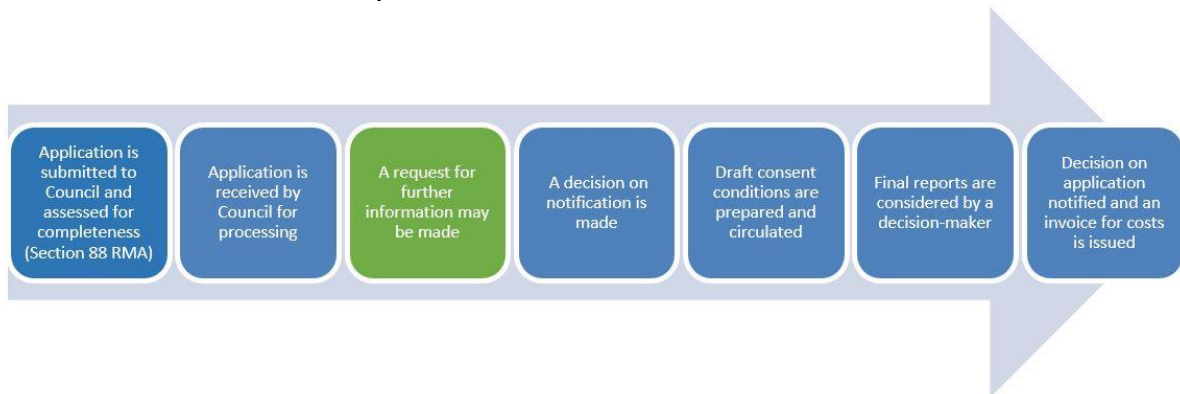 Application is
submitted to
Council and
assessed for
completeness
(Section 88 RMA)
Application is
received by
Council for
processing
A request for
further
information may
be made
A decision on
notification is
made
Draft consent
conditions are
prepared and
circulated
Final reports are
considered by a
decision-maker
Decision on
application
notified and an
invoice for costs
is issued